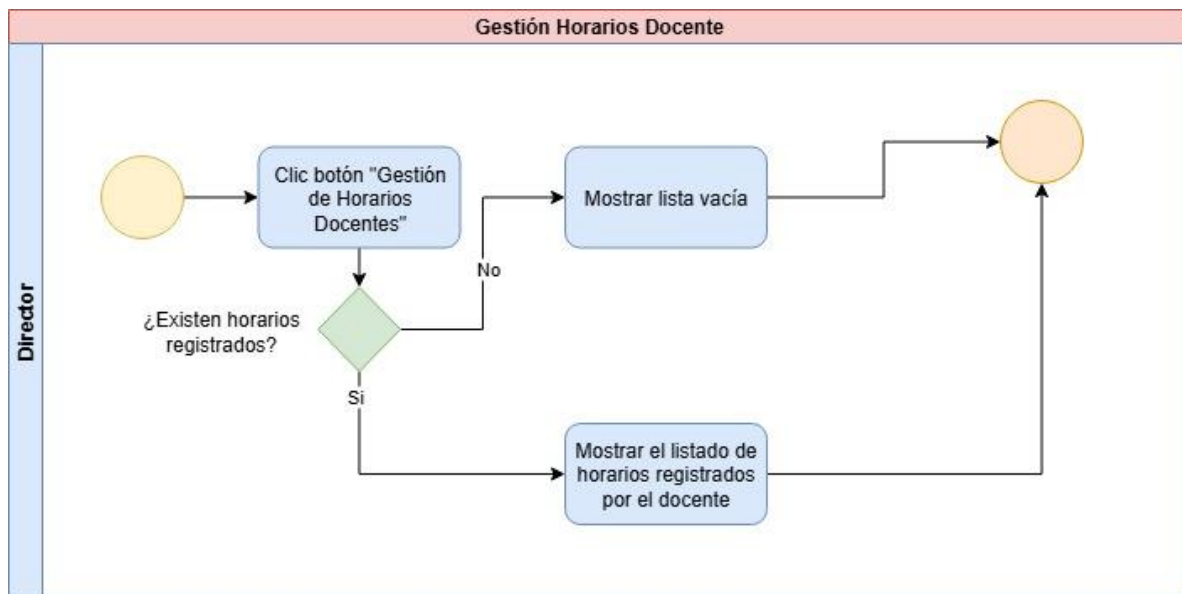 Gestión Horarios Docente
Director
Clic botón "Gestión
de Horarios
Docentes"
Mostrar lista vacía
No
¿Existen horarios
registrados?
Si
Mostrar el listado de
horarios registrados
por el docente